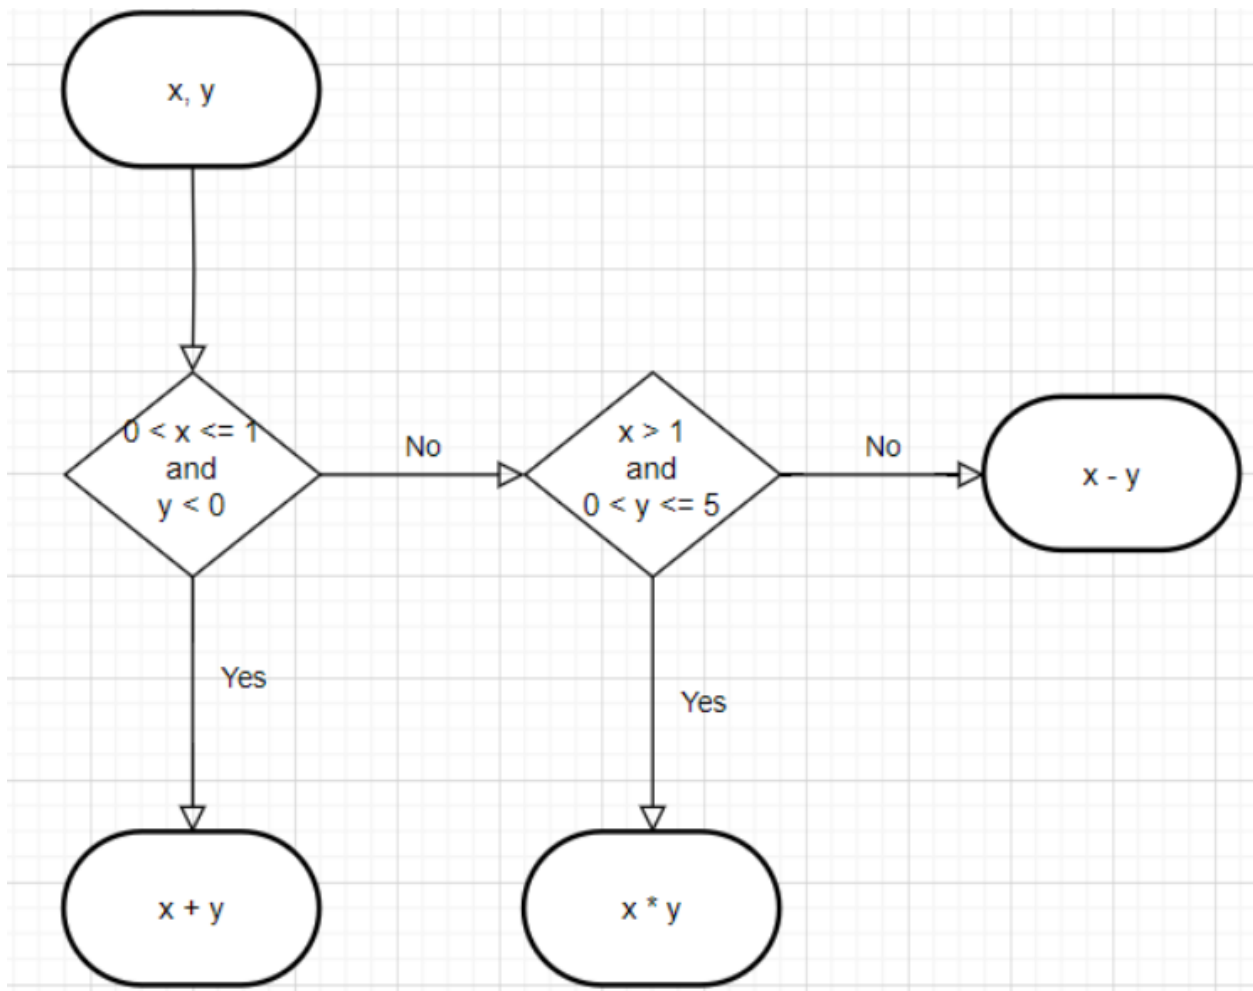 x, y
0 < x <= 1
and
y < 0
No
x > 1
and
0 < y <= 5
No
x - y
Yes
Yes
x + y
x * y